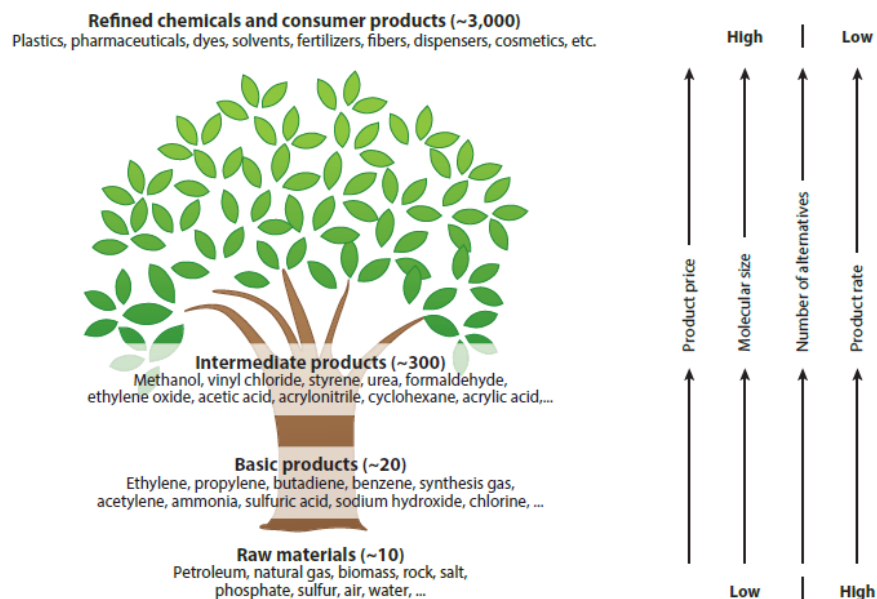 Refined chemicals and consumer products (~3,000)
Plastics, pharmaceuticals, dyes, solvents, fertilizers, fibers, dispensers, cosmetics, etc.
High | Low
Product price
Molecular size
Number of alternatives
Product rate
Intermediate products (~300)
Methanol, vinyl chloride, styrene, urea, formaldehyde,
ethylene oxide, acetic acid, acrylonitrile, cyclohexane, acrylic acid,...
Basic products (~20)
Ethylene, propylene, butadiene, benzene, synthesis gas,
acetylene, ammonia, sulfuric acid, sodium hydroxide, chlorine, ...
Raw materials (~10)
Petroleum, natural gas, biomass, rock, salt,
phosphate, sulfur, air, water, ...
Low | High